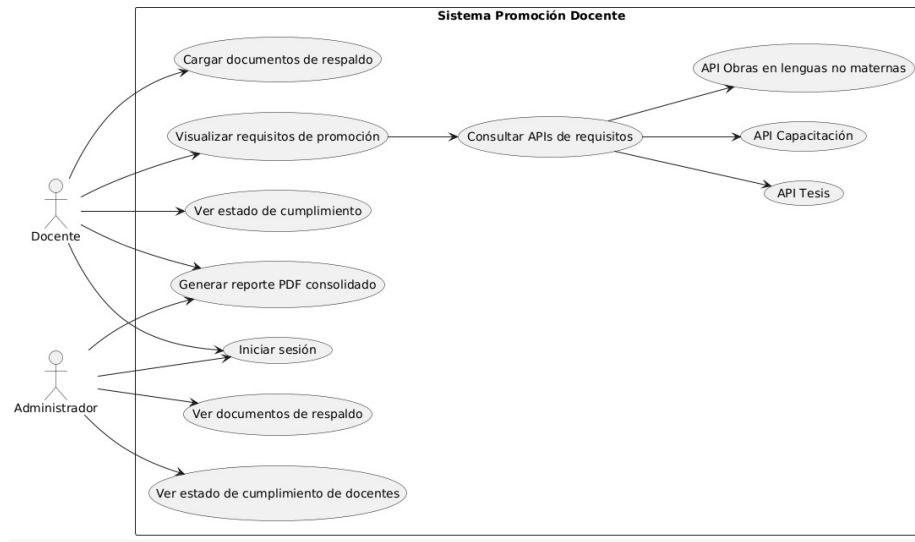 Sistema Promoción Docente
Cargar documentos de respaldo
API Obras en lenguas no maternas
Visualizar requisitos de promoción
Consultar APIs de requisitos
API Capacitación
API Tesis
Ver estado de cumplimiento
Docente
Generar reporte PDF consolidado
Iniciar sesión
Administrador
Ver documentos de respaldo
Ver estado de cumplimiento de docentes